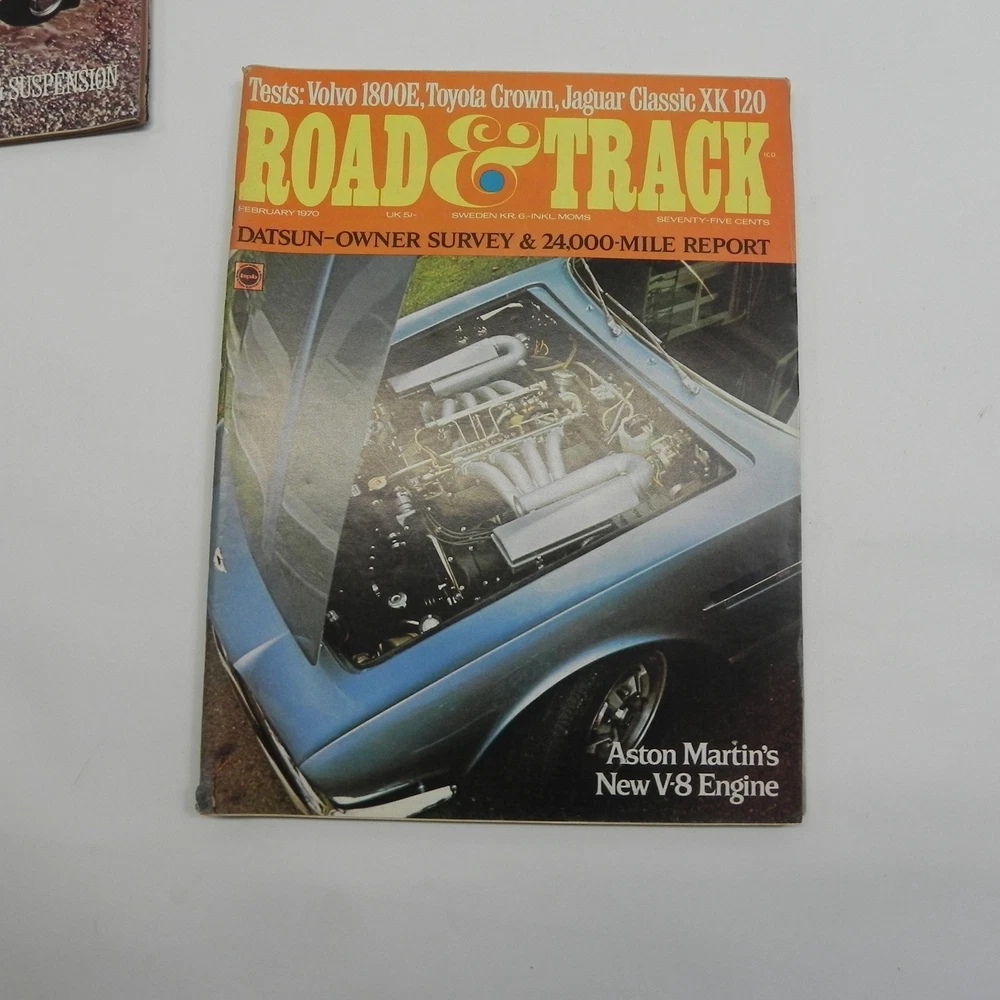 SUSPENSION
Tests: Volvo 1800E, Toyota Crown, Jaguar Classic XK 120
ROAD & TRACK
FEBRUARY 1970 UK 5/- SWEDEN KR. 6.-INKL. MOMS SEVENTY-FIVE CENTS
DATSUN-OWNER SURVEY & 24,000-MILE REPORT
Aston Martin's
New V-8 Engine